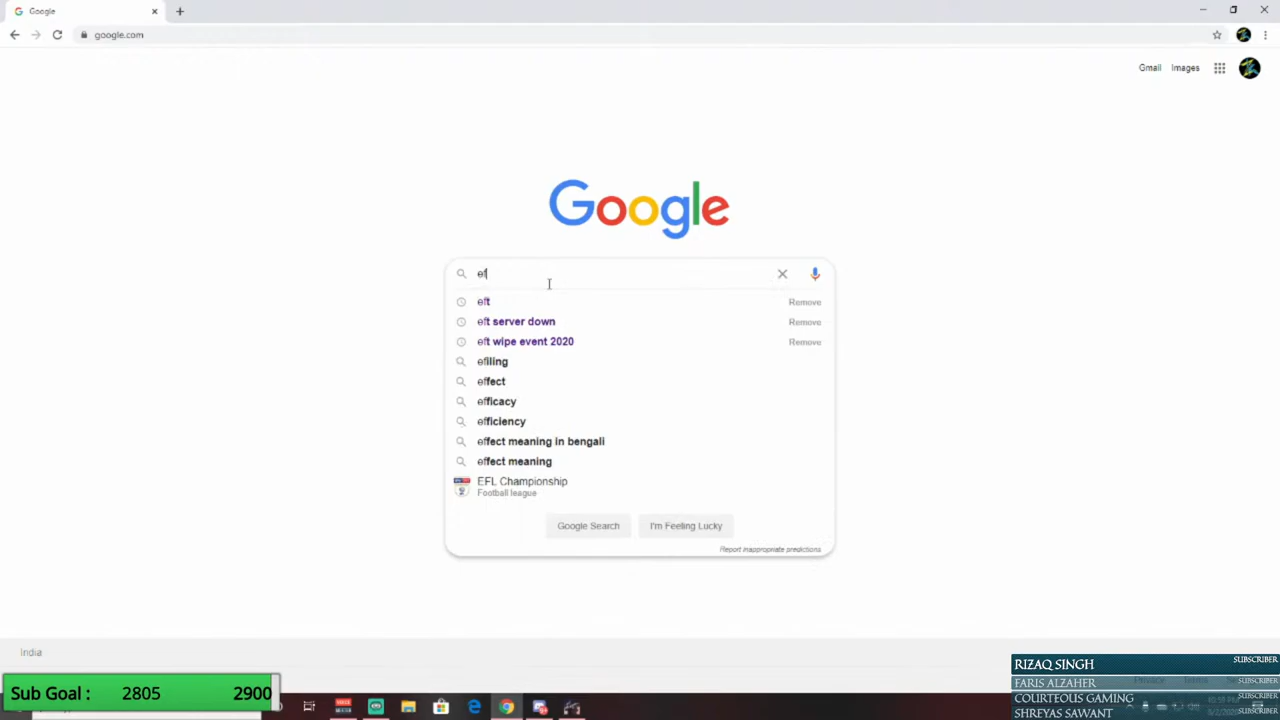 Google
google.com
Gmail Images
Google
ef
eft Remove
eft server down Remove
eft wipe event 2020 Remove
efiling
effect
efficacy
efficiency
effect meaning in bengali
effect meaning
EFL Championship
Football league
Google Search I'm Feeling Lucky
Report inappropriate predictions
India
Sub Goal : 2805 2900
RIZAQ SINGH SUBSCRIBER
FARIS ALZAHER SUBSCRIBER
COURTEOUS GAMING SUBSCRIBER
SHREYAS SAWANT SUBSCRIBER